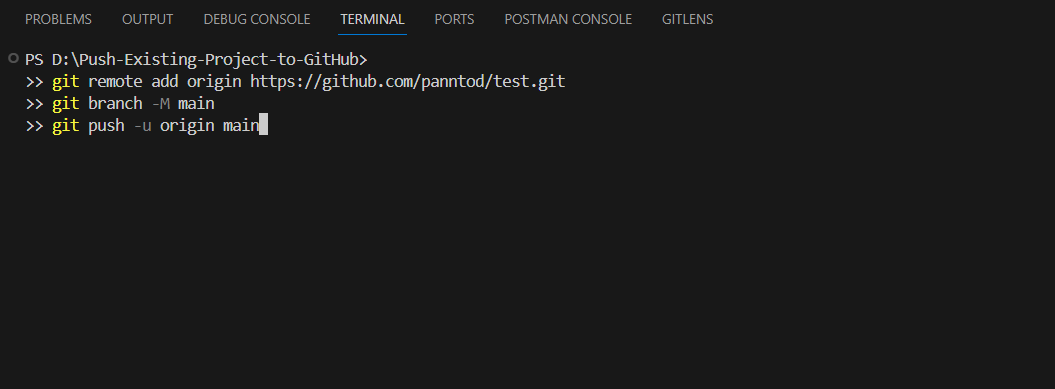 PROBLEMS OUTPUT DEBUG CONSOLE TERMINAL PORTS POSTMAN CONSOLE GITLENS
PS D:\Push-Existing-Project-to-GitHub>
>> git remote add origin https://github.com/panntod/test.git
>> git branch -M main
>> git push -u origin main